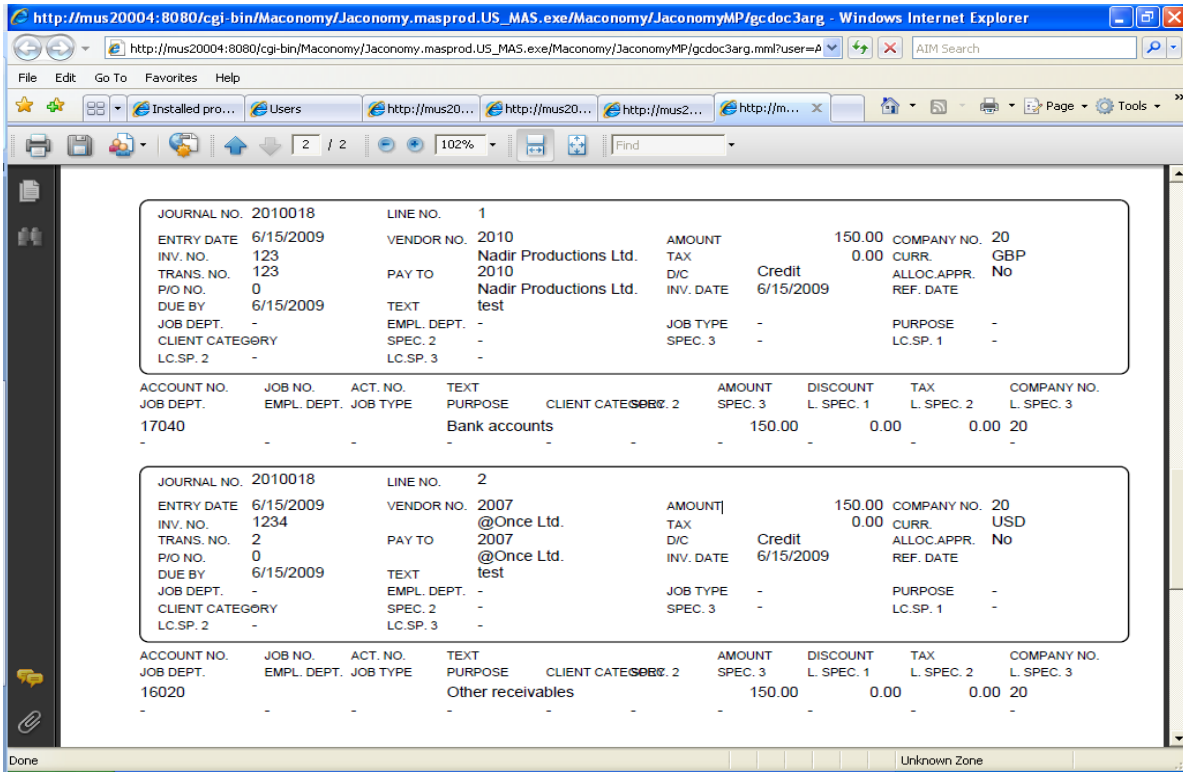 http://mus20004:8080/cgi-bin/Maconomy/Jaconomy.masprod.US_MAS.exe/Maconomy/JaconomyMP/gcdoc3arg - Windows Internet Explorer
http://mus20004:8080/cgi-bin/Maconomy/Jaconomy.masprod.US_MAS.exe/Maconomy/JaconomyMP/gcdoc3arg.mml?user=A AIM Search
File Edit Go To Favorites Help
Installed pro... Users http://mus20... http://mus20... http://mus2... http://m... Page Tools
2 / 2 102% Find
JOURNAL NO. 2010018 LINE NO. 1
ENTRY DATE 6/15/2009 VENDOR NO. 2010 AMOUNT 150.00 COMPANY NO. 20
INV. NO. 123 Nadir Productions Ltd. TAX 0.00 CURR. GBP
TRANS. NO. 123 PAY TO 2010 D/C Credit ALLOC.APPR. No
P/O NO. 0 Nadir Productions Ltd. INV. DATE 6/15/2009 REF. DATE
DUE BY 6/15/2009 TEXT test
JOB DEPT. - EMPL. DEPT. - JOB TYPE - PURPOSE -
CLIENT CATEGORY - SPEC. 2 - SPEC. 3 - LC.SP. 1 -
LC.SP. 2 - LC.SP. 3 -
ACCOUNT NO. JOB NO. ACT. NO. TEXT AMOUNT DISCOUNT TAX COMPANY NO.
JOB DEPT. EMPL. DEPT. JOB TYPE PURPOSE CLIENT CATEGORY SPEC. 2 SPEC. 3 L. SPEC. 1 L. SPEC. 2 L. SPEC. 3
17040 Bank accounts 150.00 0.00 0.00 20
- - - - - - - - - -
JOURNAL NO. 2010018 LINE NO. 2
ENTRY DATE 6/15/2009 VENDOR NO. 2007 AMOUNT 150.00 COMPANY NO. 20
INV. NO. 1234 @Once Ltd. TAX 0.00 CURR. USD
TRANS. NO. 2 PAY TO 2007 D/C Credit ALLOC.APPR. No
P/O NO. 0 @Once Ltd. INV. DATE 6/15/2009 REF. DATE
DUE BY 6/15/2009 TEXT test
JOB DEPT. - EMPL. DEPT. - JOB TYPE - PURPOSE -
CLIENT CATEGORY - SPEC. 2 - SPEC. 3 - LC.SP. 1 -
LC.SP. 2 - LC.SP. 3 -
ACCOUNT NO. JOB NO. ACT. NO. TEXT AMOUNT DISCOUNT TAX COMPANY NO.
JOB DEPT. EMPL. DEPT. JOB TYPE PURPOSE CLIENT CATEGORY SPEC. 2 SPEC. 3 L. SPEC. 1 L. SPEC. 2 L. SPEC. 3
16020 Other receivables 150.00 0.00 0.00 20
- - - - - - - - - -
Done Unknown Zone